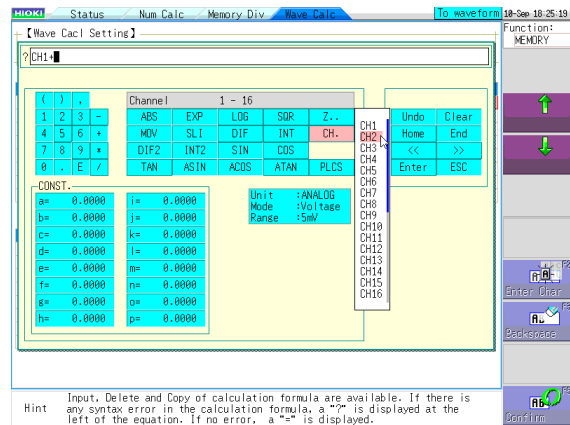 HIOKI Status Num Calc Memory Div Wave Calc To waveform 10-Sep 18:25:19
Function:
MEMORY
【Wave Cacl Setting】
?CH1+
( ) , Channel 1 - 16
1 2 3 - ABS EXP LOG SQR Z.. Undo Clear
4 5 6 + MOV SLI DIF INT CH. Home End
7 8 9 * DIF2 INT2 SIN COS << >>
0 . E / TAN ASIN ACOS ATAN PLCS Enter ESC
CH1
CH2
CH3
CH4
CH5
CH6
CH7
CH8
CH9
CH10
CH11
CH12
CH13
CH14
CH15
CH16
CONST.
a= 0.0000 i= 0.0000
b= 0.0000 j= 0.0000
c= 0.0000 k= 0.0000
d= 0.0000 l= 0.0000
e= 0.0000 m= 0.0000
f= 0.0000 n= 0.0000
g= 0.0000 o= 0.0000
h= 0.0000 p= 0.0000
Unit :ANALOG
Mode :Voltage
Range :5mV
F2
Enter Char
F3
Backspace
F5
Confirm
Hint Input, Delete and Copy of calculation formula are available. If there is
any syntax error in the calculation formula, a "?" is displayed at the
left of the equation. If no error, a "=" is displayed.